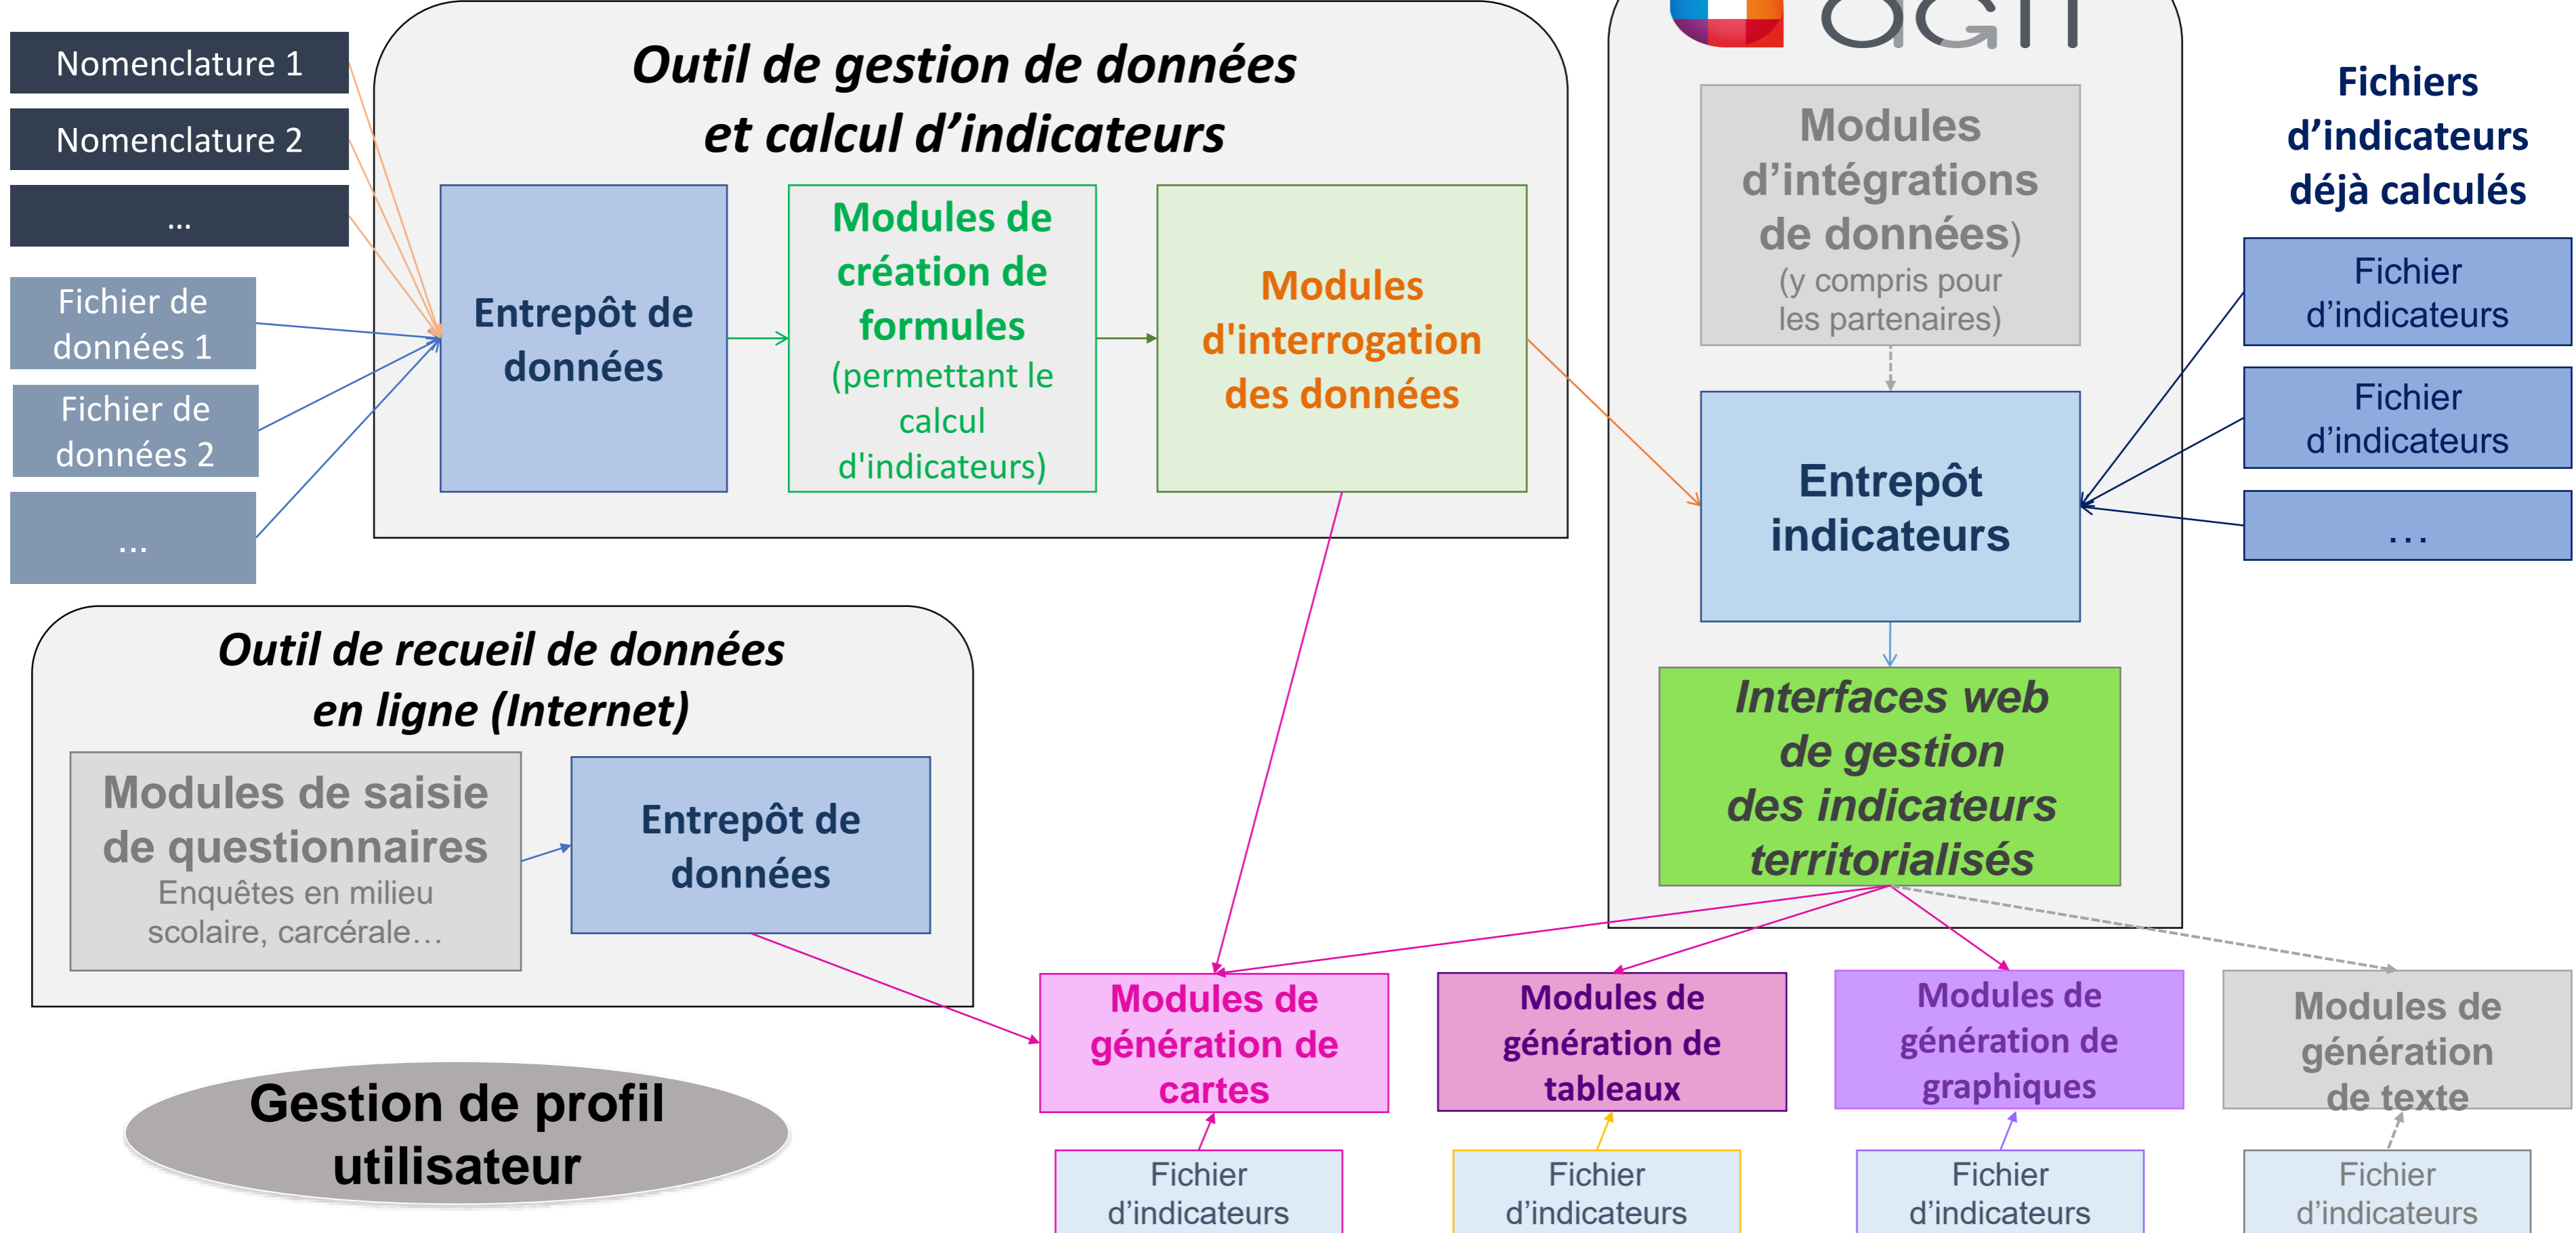 Nomenclature 1
Nomenclature 2
...
Fichier de
données 1
Fichier de
données 2
...
Outil de gestion de données
et calcul d’indicateurs
Entrepôt de
données
Modules de
création de
formules
(permettant le
calcul
d'indicateurs)
Modules
d'interrogation
des données
Modules
d’intégrations
de données)
(y compris pour
les partenaires)
Entrepôt
indicateurs
Interfaces web
de gestion
des indicateurs
territorialisés
Fichiers
d’indicateurs
déjà calculés
Fichier
d’indicateurs
Fichier
d’indicateurs
...
Outil de recueil de données
en ligne (Internet)
Modules de saisie
de questionnaires
Enquêtes en milieu
scolaire, carcérale...
Entrepôt de
données
Gestion de profil
utilisateur
Modules de
génération de
cartes
Modules de
génération de
tableaux
Modules de
génération de
graphiques
Modules de
génération
de texte
Fichier
d’indicateurs
Fichier
d’indicateurs
Fichier
d’indicateurs
Fichier
d’indicateurs